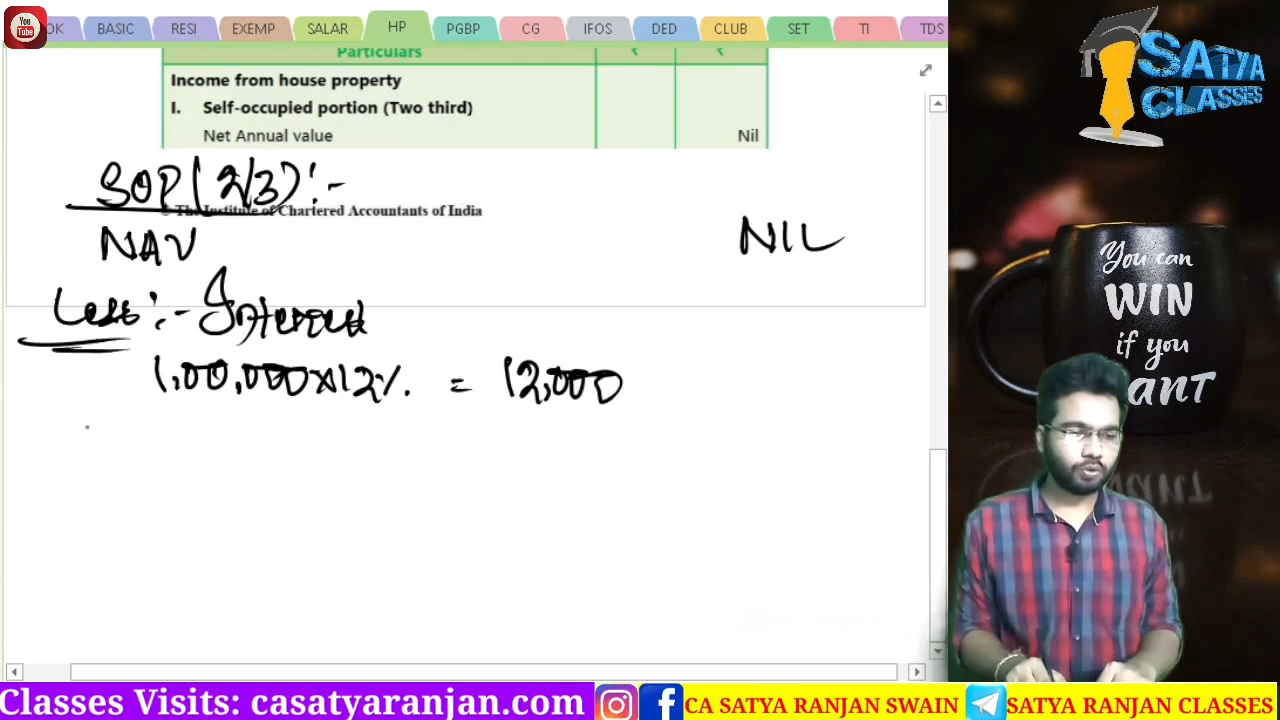 You Tube
OK BASIC RESI EXEMP SALAR HP PGBP CG IFOS DED CLUB SET TI TDS
Particulars ₹ ₹
Income from house property
I. Self-occupied portion (Two third)
Net Annual value Nil
SOP (2/3) :-
The Institute of Chartered Accountants of India
NAV NIL
Less :- Interest
1,00,000 x 12% = 12,000
SATYA
CLASSES
You can
WIN
if you
ANT
Classes Visits: casatyaranjan.com CA SATYA RANJAN SWAIN SATYA RANJAN CLASSES